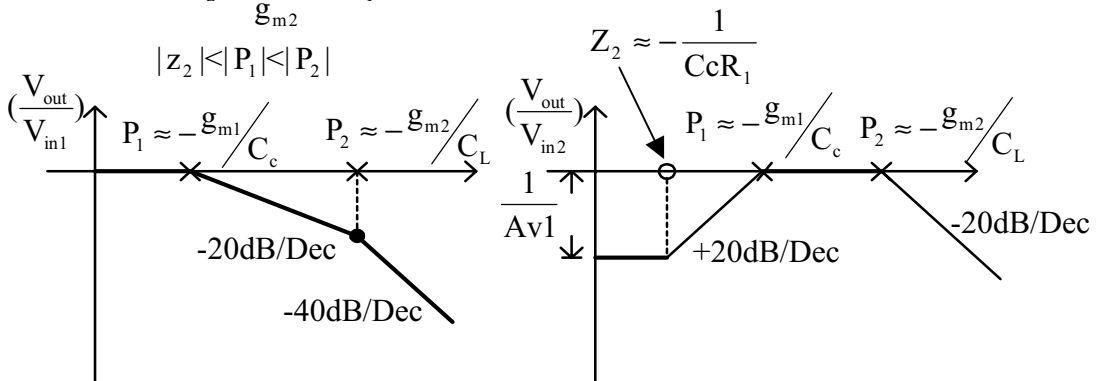 g_m2
|z_2|<|P_1|<|P_2|
(V_out/V_in1)
P_1 ≈ − g_m1/C_c
P_2 ≈ − g_m2/C_L
-20dB/Dec
-40dB/Dec
Z_2 ≈ − 1/CcR_1
(V_out/V_in2)
P_1 ≈ − g_m1/C_c
P_2 ≈ − g_m2/C_L
1/Av1
+20dB/Dec
-20dB/Dec